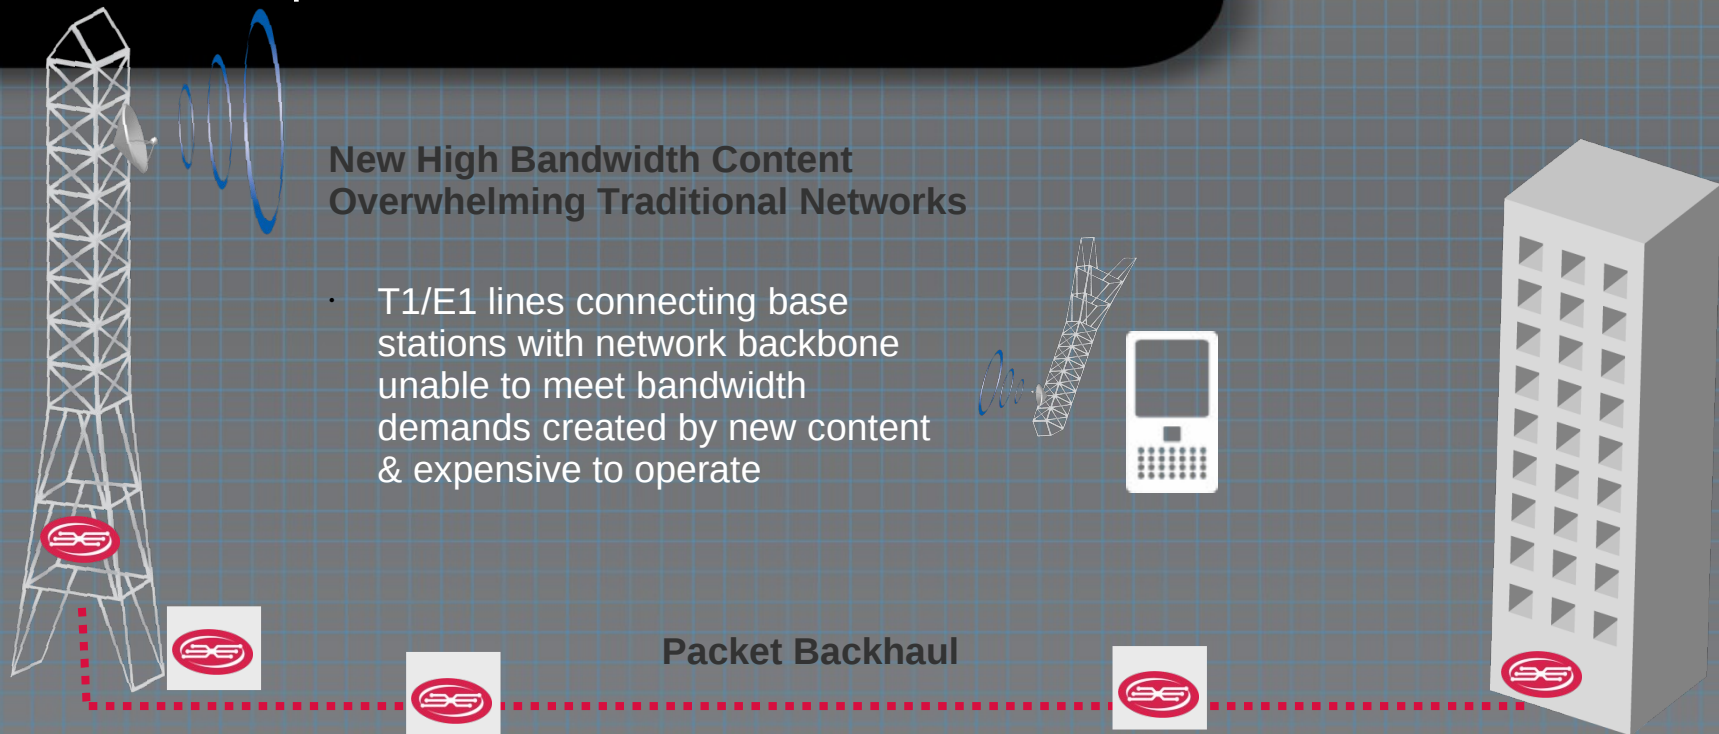 New High Bandwidth Content
Overwhelming Traditional Networks
T1/E1 lines connecting base
stations with network backbone
unable to meet bandwidth
demands created by new content
& expensive to operate
Packet Backhaul